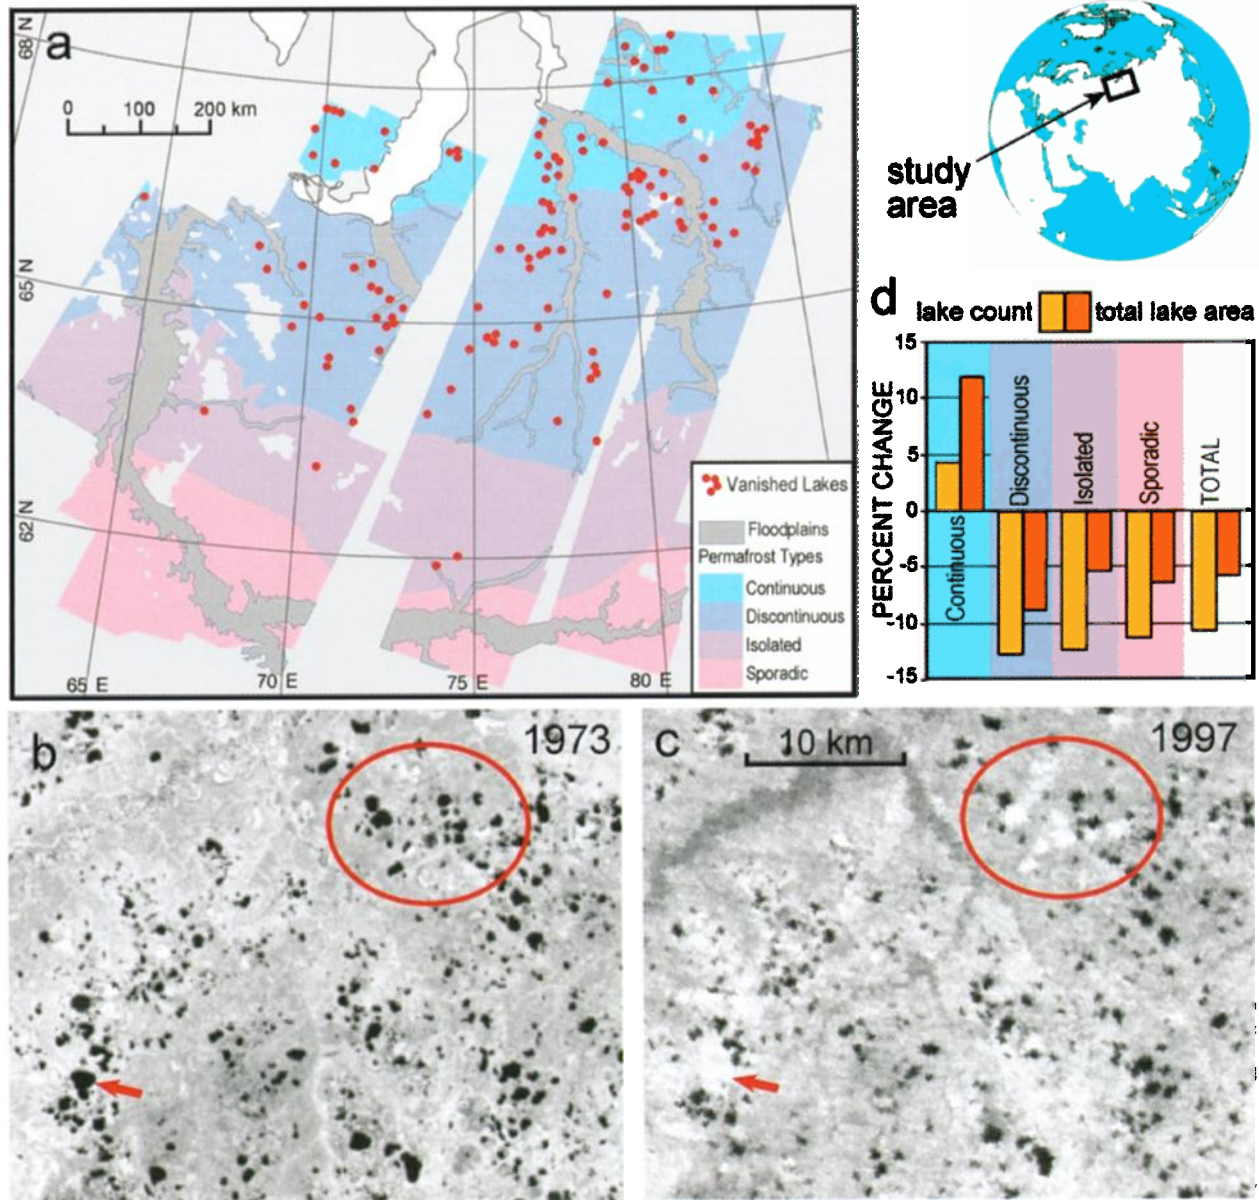 a
68 N
65 N
62 N
0 100 200 km
65 E
70 E
75 E
80 E
Vanished Lakes
Floodplains
Permafrost Types
Continuous
Discontinuous
Isolated
Sporadic
study
area
d
lake count
total lake area
PERCENT CHANGE
15
10
5
0
-5
-10
-15
Continuous
Discontinuous
Isolated
Sporadic
TOTAL
b
1973
c
10 km
1997